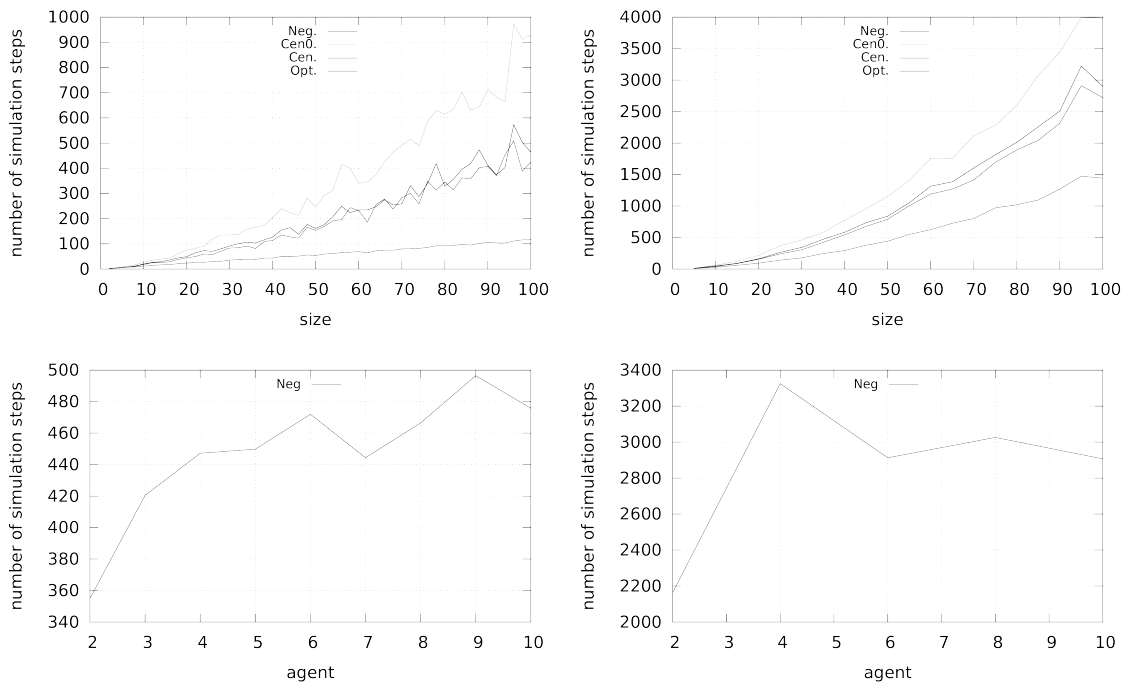 number of simulation steps
1000
900
800
700
600
500
400
300
200
100
0
Neg.
Cen0.
Cen.
Opt.
0 10 20 30 40 50 60 70 80 90 100
size
number of simulation steps
4000
3500
3000
2500
2000
1500
1000
500
0
Neg.
Cen0.
Cen.
Opt.
0 10 20 30 40 50 60 70 80 90 100
size
number of simulation steps
500
480
460
440
420
400
380
360
340
Neg
2 3 4 5 6 7 8 9 10
agent
number of simulation steps
3400
3200
3000
2800
2600
2400
2200
2000
Neg
2 3 4 5 6 7 8 9 10
agent